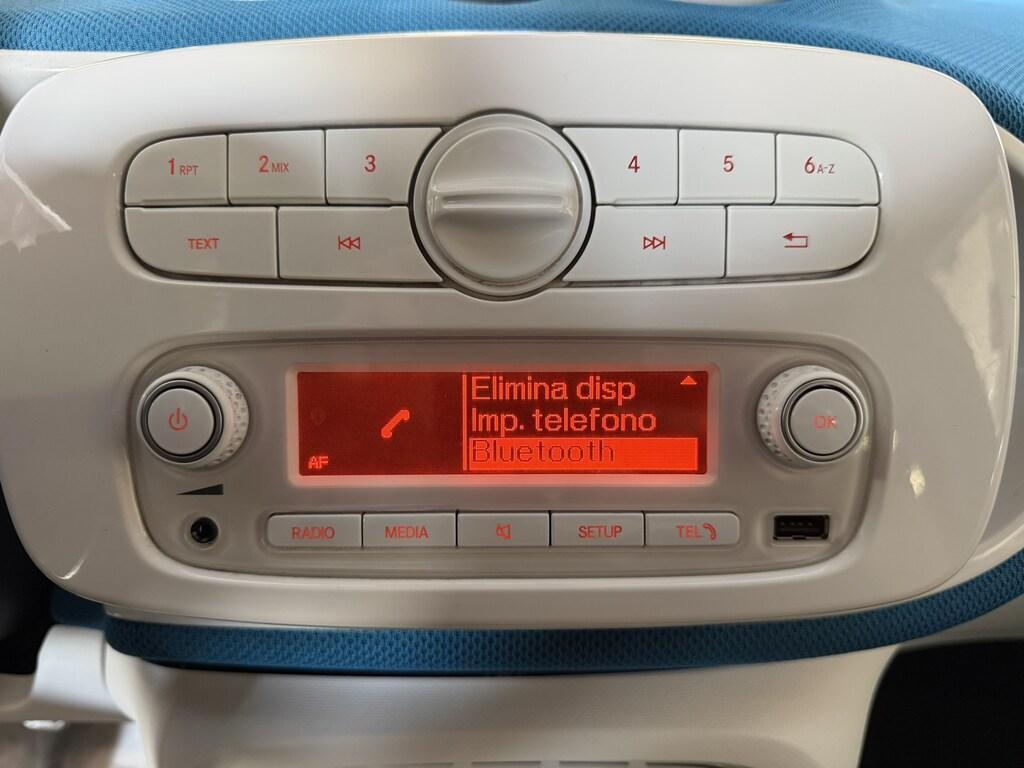 1 RPT
2 MIX
3
4
5
6 A-Z
TEXT
Elimina disp
Imp. telefono
Bluetooth
AF
OK
RADIO
MEDIA
SETUP
TEL